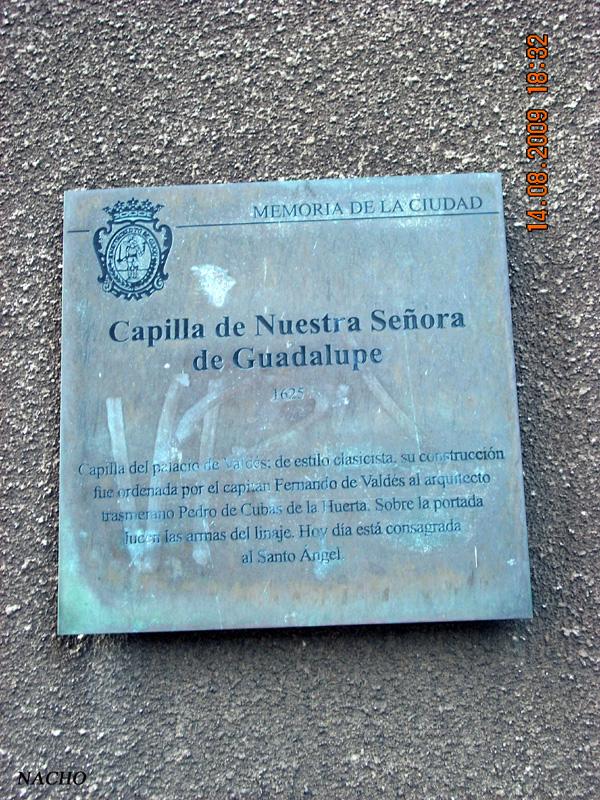 14.08.2009 18:32
MEMORIA DE LA CIUDAD
Capilla de Nuestra Señora
de Guadalupe
1625
Capilla del palacio de Valdés; de estilo clasicista, su construcción
fue ordenada por el capitán Fernando de Valdés al arquitecto
trasmerano Pedro de Cubas de la Huerta. Sobre la portada
lucen las armas del linaje. Hoy día está consagrada
al Santo Ángel.
NACHO